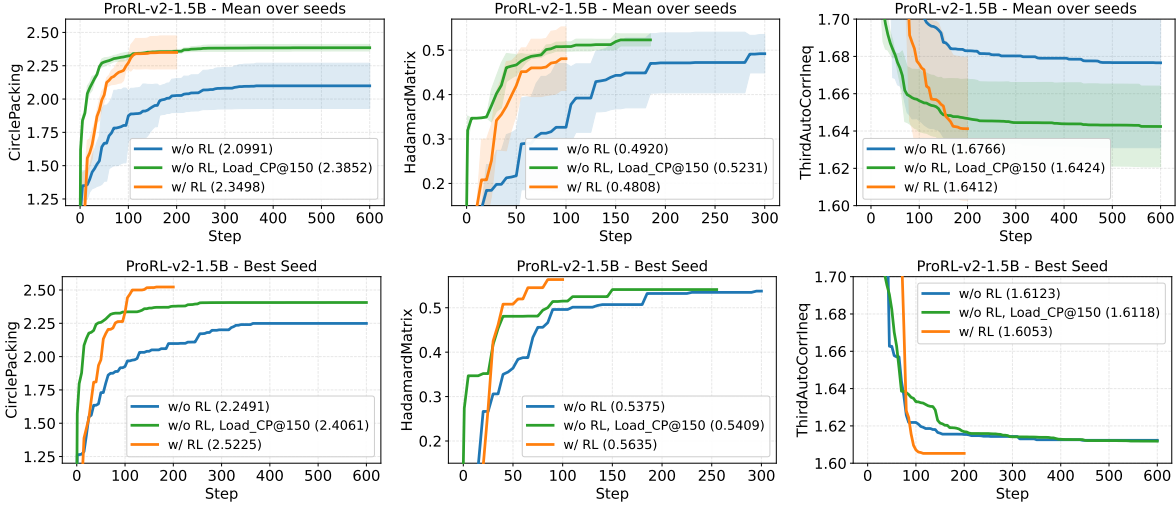 ProRL-v2-1.5B - Mean over seeds
CirclePacking
2.50
2.25
2.00
1.75
1.50
1.25
w/o RL (2.0991)
w/o RL, Load_CP@150 (2.3852)
w/ RL (2.3498)
0 100 200 300 400 500 600
Step
ProRL-v2-1.5B - Mean over seeds
HadamardMatrix
0.5
0.4
0.3
0.2
w/o RL (0.4920)
w/o RL, Load_CP@150 (0.5231)
w/ RL (0.4808)
0 50 100 150 200 250 300
Step
ProRL-v2-1.5B - Mean over seeds
ThirdAutoCorrIneq
1.70
1.68
1.66
1.64
1.62
1.60
w/o RL (1.6766)
w/o RL, Load_CP@150 (1.6424)
w/ RL (1.6412)
0 100 200 300 400 500 600
Step
ProRL-v2-1.5B - Best Seed
CirclePacking
2.50
2.25
2.00
1.75
1.50
1.25
w/o RL (2.2491)
w/o RL, Load_CP@150 (2.4061)
w/ RL (2.5225)
0 100 200 300 400 500 600
Step
ProRL-v2-1.5B - Best Seed
HadamardMatrix
0.5
0.4
0.3
0.2
w/o RL (0.5375)
w/o RL, Load_CP@150 (0.5409)
w/ RL (0.5635)
0 50 100 150 200 250 300
Step
ProRL-v2-1.5B - Best Seed
ThirdAutoCorrIneq
1.70
1.68
1.66
1.64
1.62
1.60
w/o RL (1.6123)
w/o RL, Load_CP@150 (1.6118)
w/ RL (1.6053)
0 100 200 300 400 500 600
Step